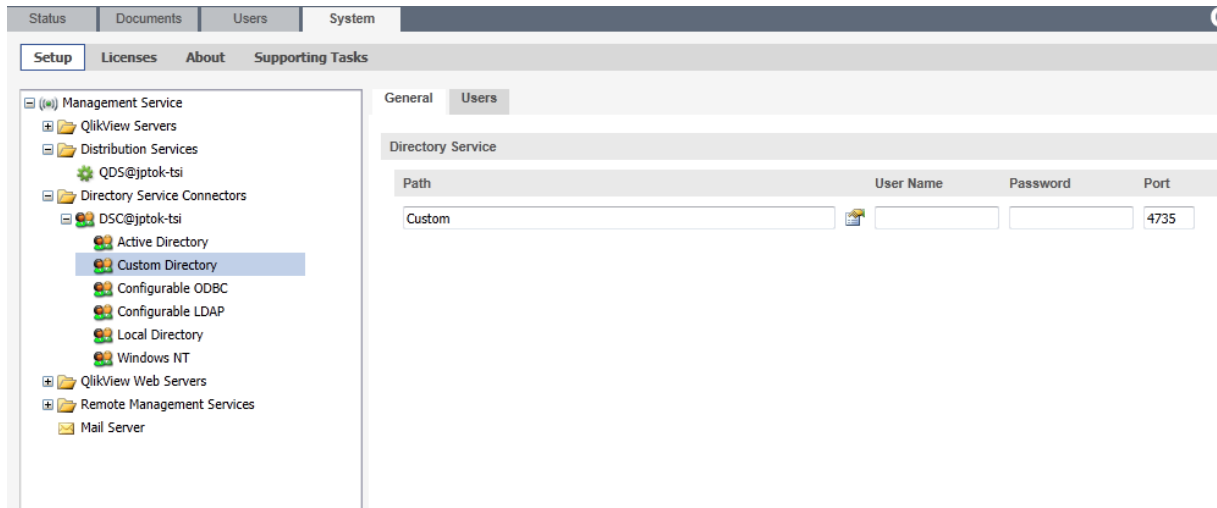 Status Documents Users System
Setup Licenses About Supporting Tasks
Management Service
QlikView Servers
Distribution Services
QDS@jptok-tsi
Directory Service Connectors
DSC@jptok-tsi
Active Directory
Custom Directory
Configurable ODBC
Configurable LDAP
Local Directory
Windows NT
QlikView Web Servers
Remote Management Services
Mail Server
General Users
Directory Service
Path User Name Password Port
Custom 4735